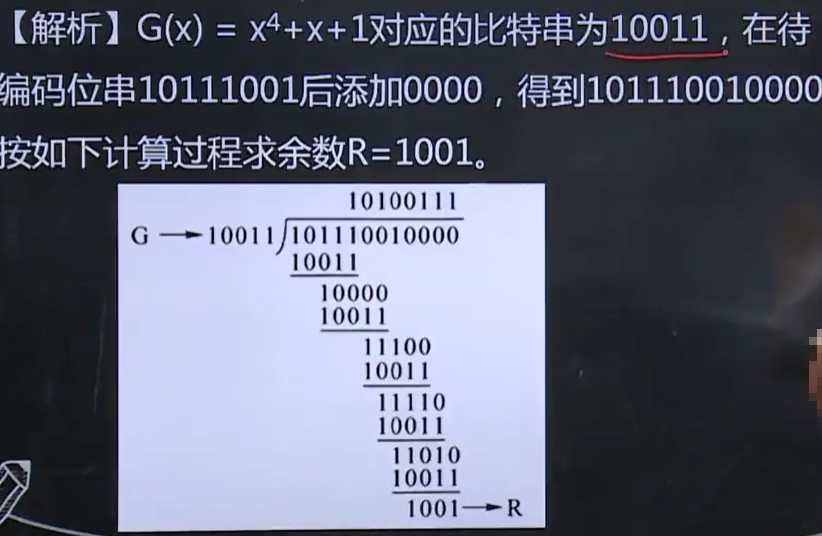 【解析】G(x) = x⁴+x+1对应的比特串为10011，在待
编码位串10111001后添加0000，得到101110010000
按如下计算过程求余数R=1001。
10100111
G → 10011 101110010000
10011
10000
10011
11100
10011
11110
10011
11010
10011
1001 → R